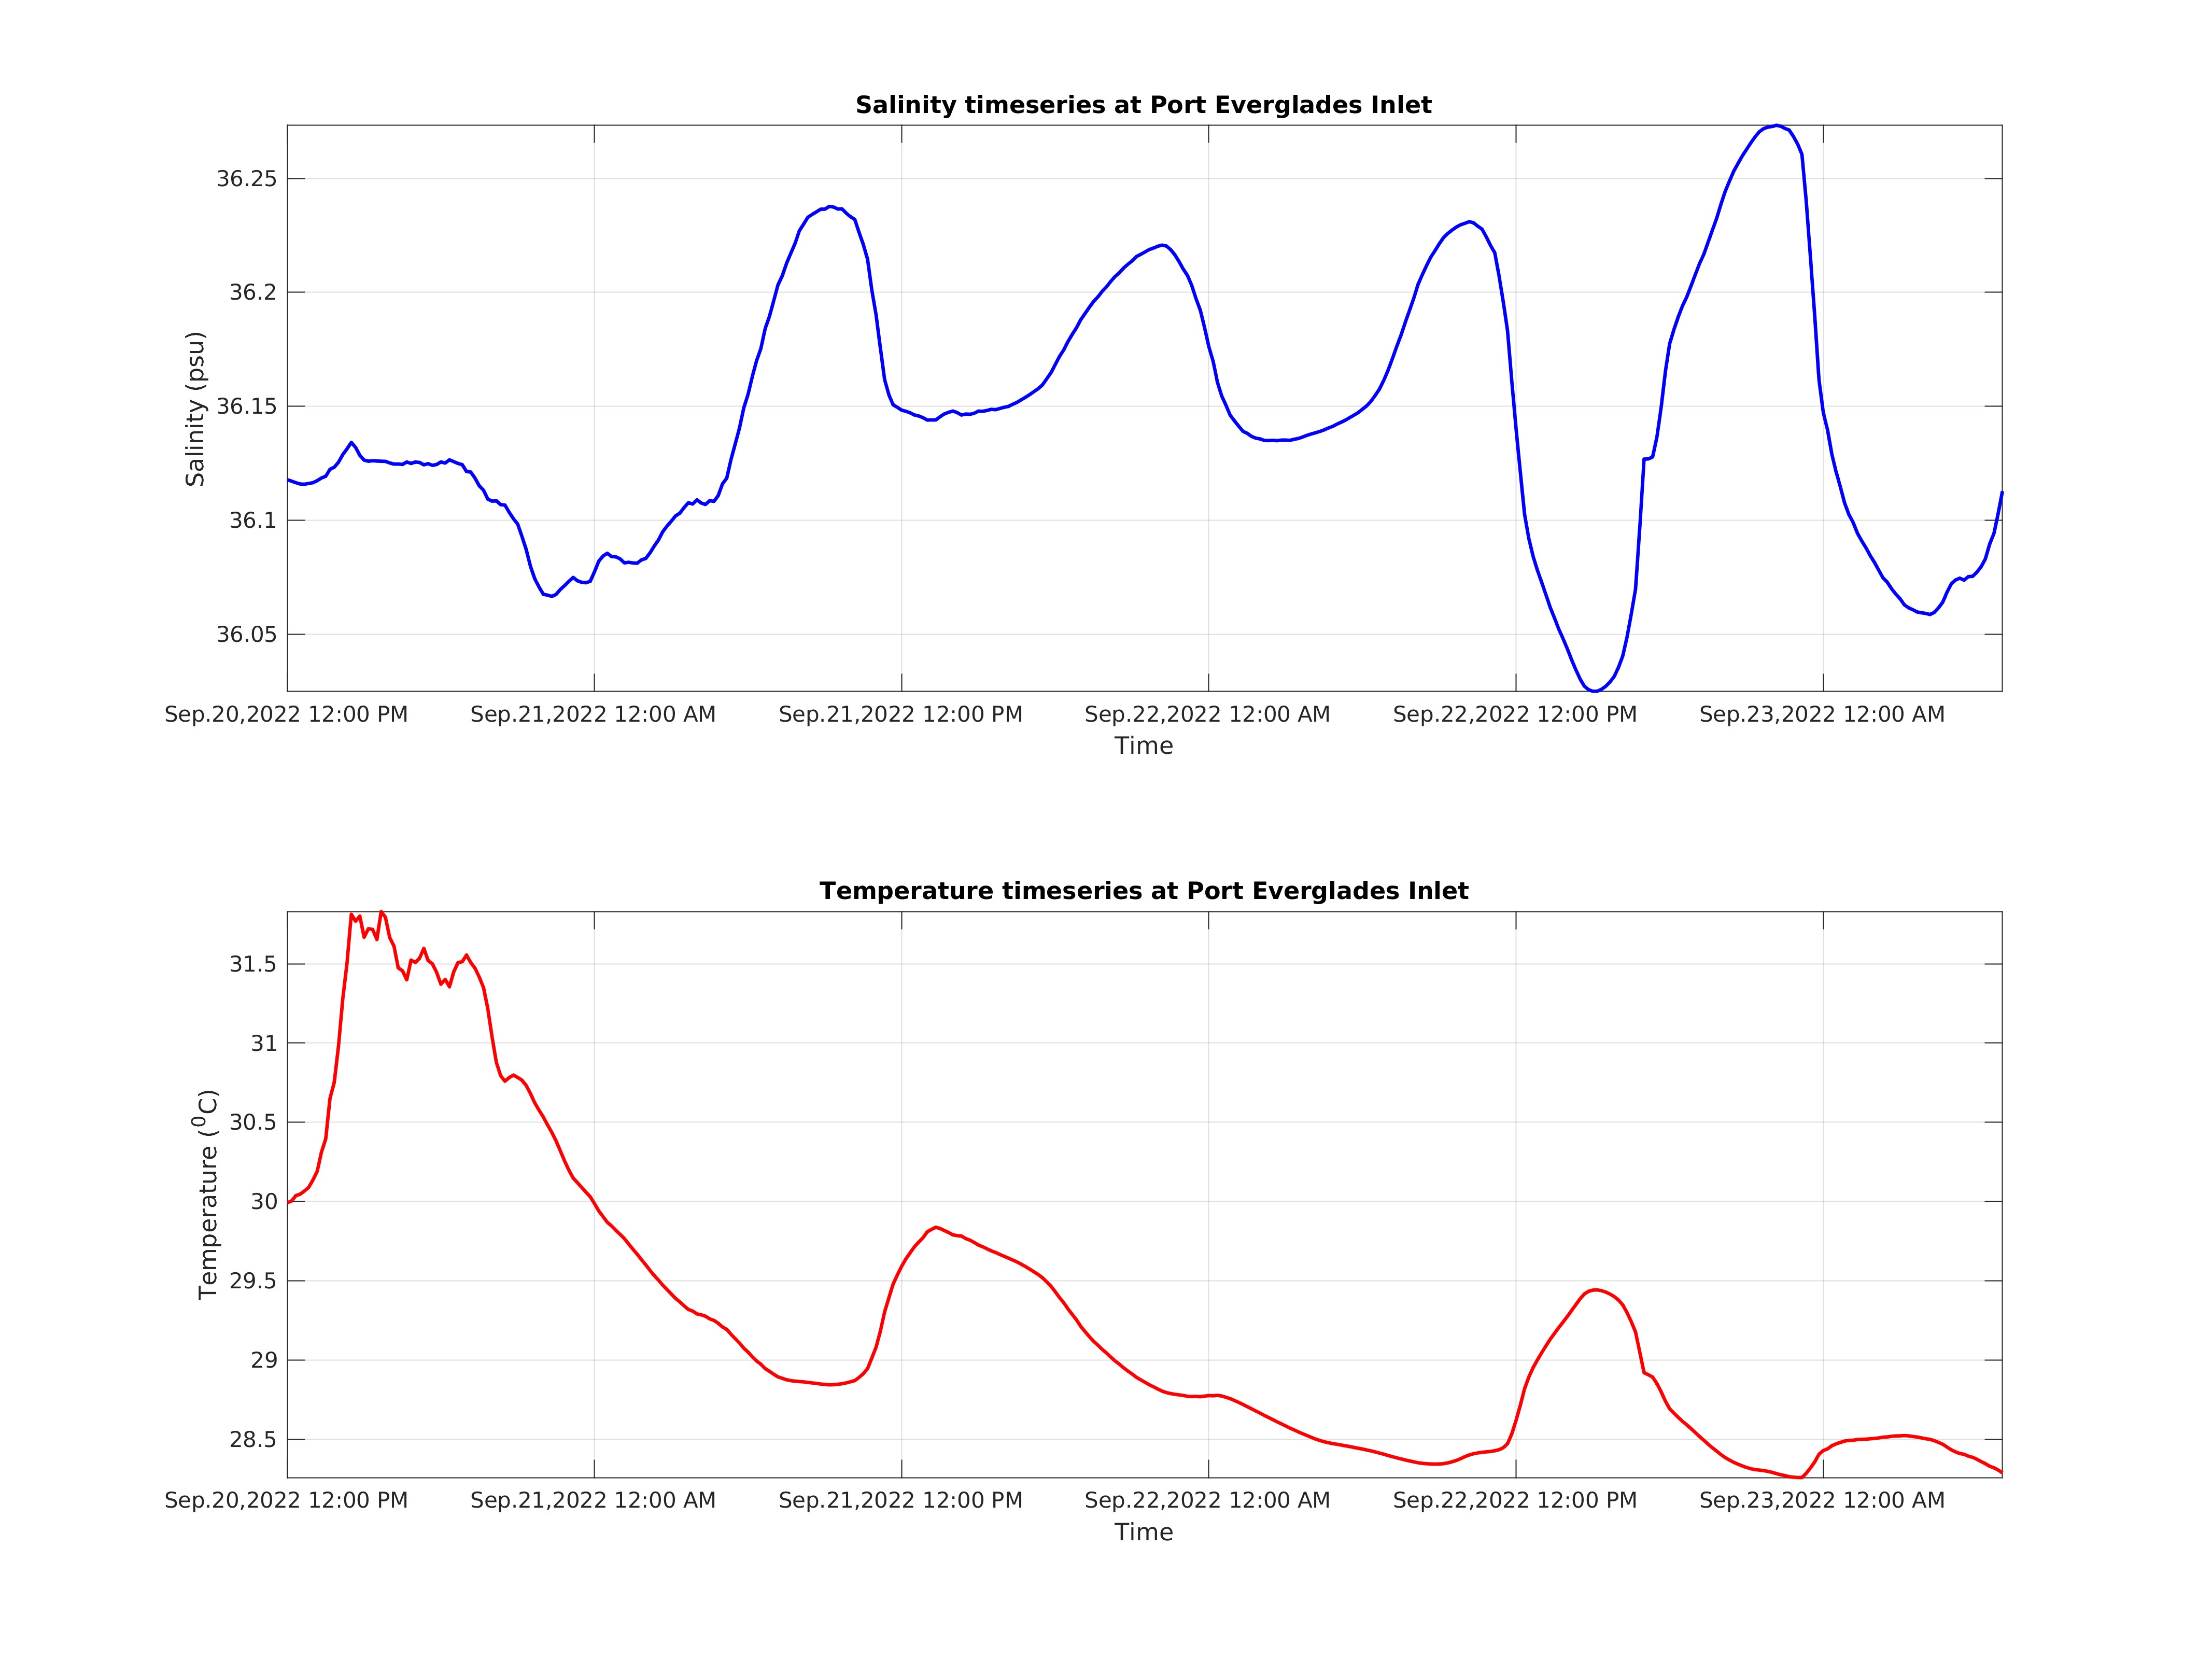 Salinity timeseries at Port Everglades Inlet
Salinity (psu)
36.25
36.2
36.15
36.1
36.05
Sep.20,2022 12:00 PM Sep.21,2022 12:00 AM Sep.21,2022 12:00 PM Sep.22,2022 12:00 AM Sep.22,2022 12:00 PM Sep.23,2022 12:00 AM
Time
Temperature timeseries at Port Everglades Inlet
Temperature (⁰C)
31.5
31
30.5
30
29.5
29
28.5
Sep.20,2022 12:00 PM Sep.21,2022 12:00 AM Sep.21,2022 12:00 PM Sep.22,2022 12:00 AM Sep.22,2022 12:00 PM Sep.23,2022 12:00 AM
Time